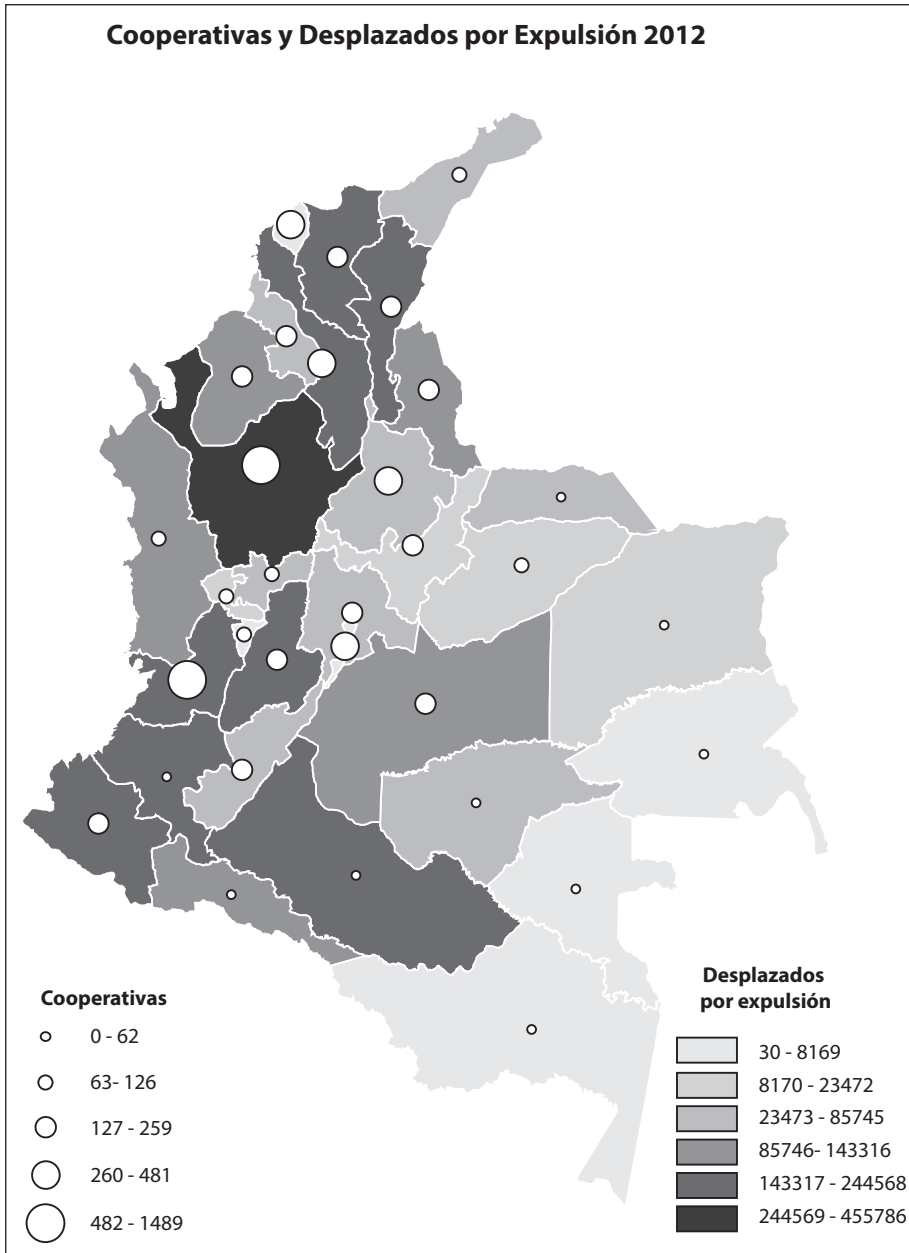 Cooperativas y Desplazados por Expulsión 2012
Cooperativas
0 - 62
63- 126
127 - 259
260 - 481
482 - 1489
Desplazados
por expulsión
30 - 8169
8170 - 23472
23473 - 85745
85746- 143316
143317 - 244568
244569 - 455786